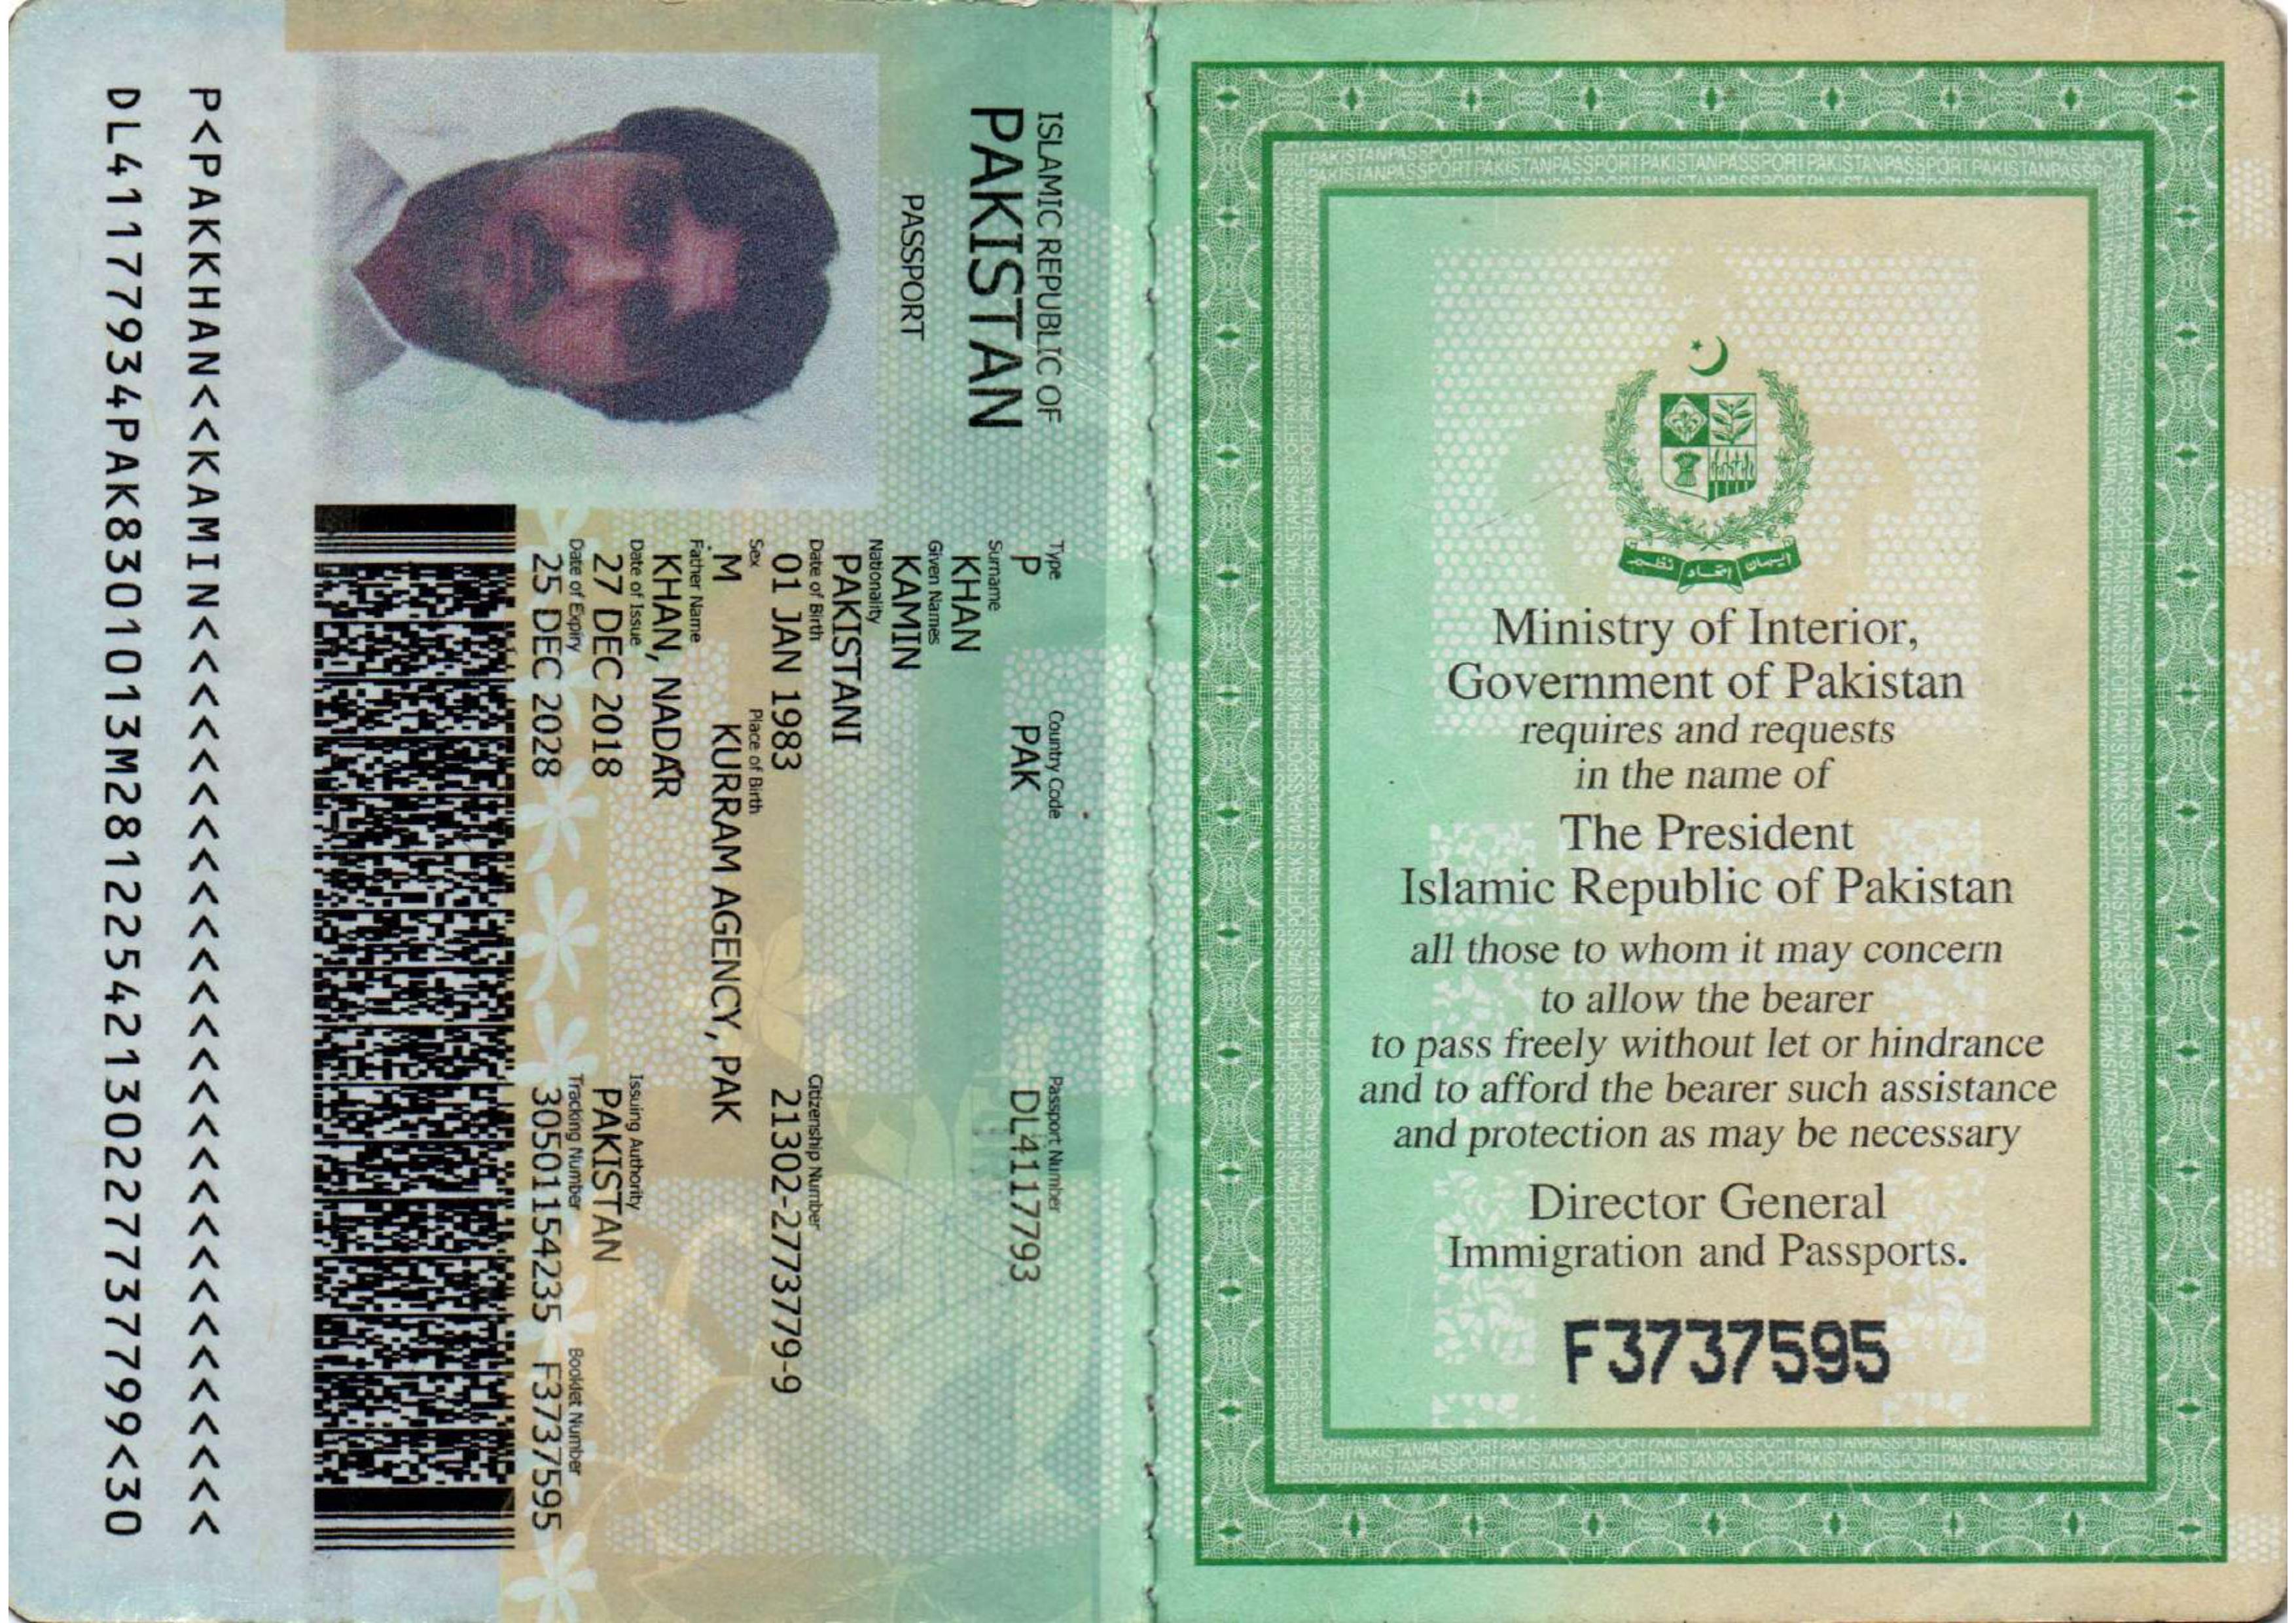 ISLAMIC REPUBLIC OF
PAKISTAN
PASSPORT
Type Country Code Passport Number
P PAK DL4117793
Surname
KHAN
Given Names
KAMIN
Nationality
PAKISTANI
Date of Birth Citizenship Number
01 JAN 1983 21302-2773779-9
Sex Place of Birth
M KURRAM AGENCY, PAK
Father Name
KHAN, NADAR
Date of Issue Issuing Authority
27 DEC 2018 PAKISTAN
Date of Expiry Tracking Number Booklet Number
25 DEC 2028 30501154235 F3737595
P<PAKKHAN<<KAMIN<<<<<<<<<<<<<<<<<<<<<<<<<<<<
DL41177934PAK8301013M28122542130227737799<30
ایمان اتحاد نظم
Ministry of Interior,
Government of Pakistan
requires and requests
in the name of
The President
Islamic Republic of Pakistan
all those to whom it may concern
to allow the bearer
to pass freely without let or hindrance
and to afford the bearer such assistance
and protection as may be necessary
Director General
Immigration and Passports.
F3737595